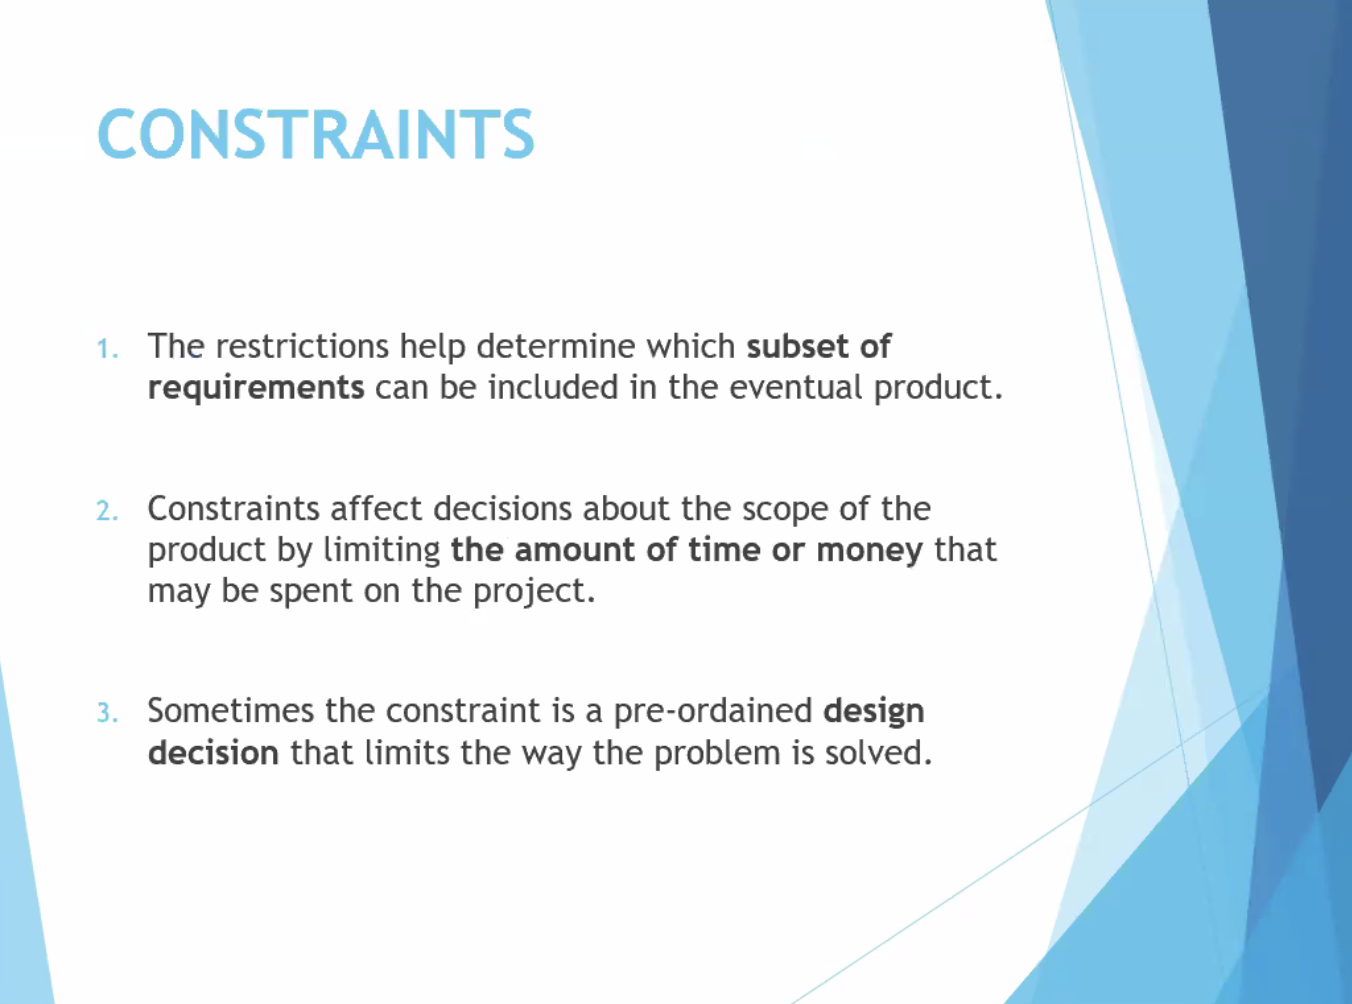 CONSTRAINTS
1. The restrictions help determine which subset of
requirements can be included in the eventual product.
2. Constraints affect decisions about the scope of the
product by limiting the amount of time or money that
may be spent on the project.
3. Sometimes the constraint is a pre-ordained design
decision that limits the way the problem is solved.